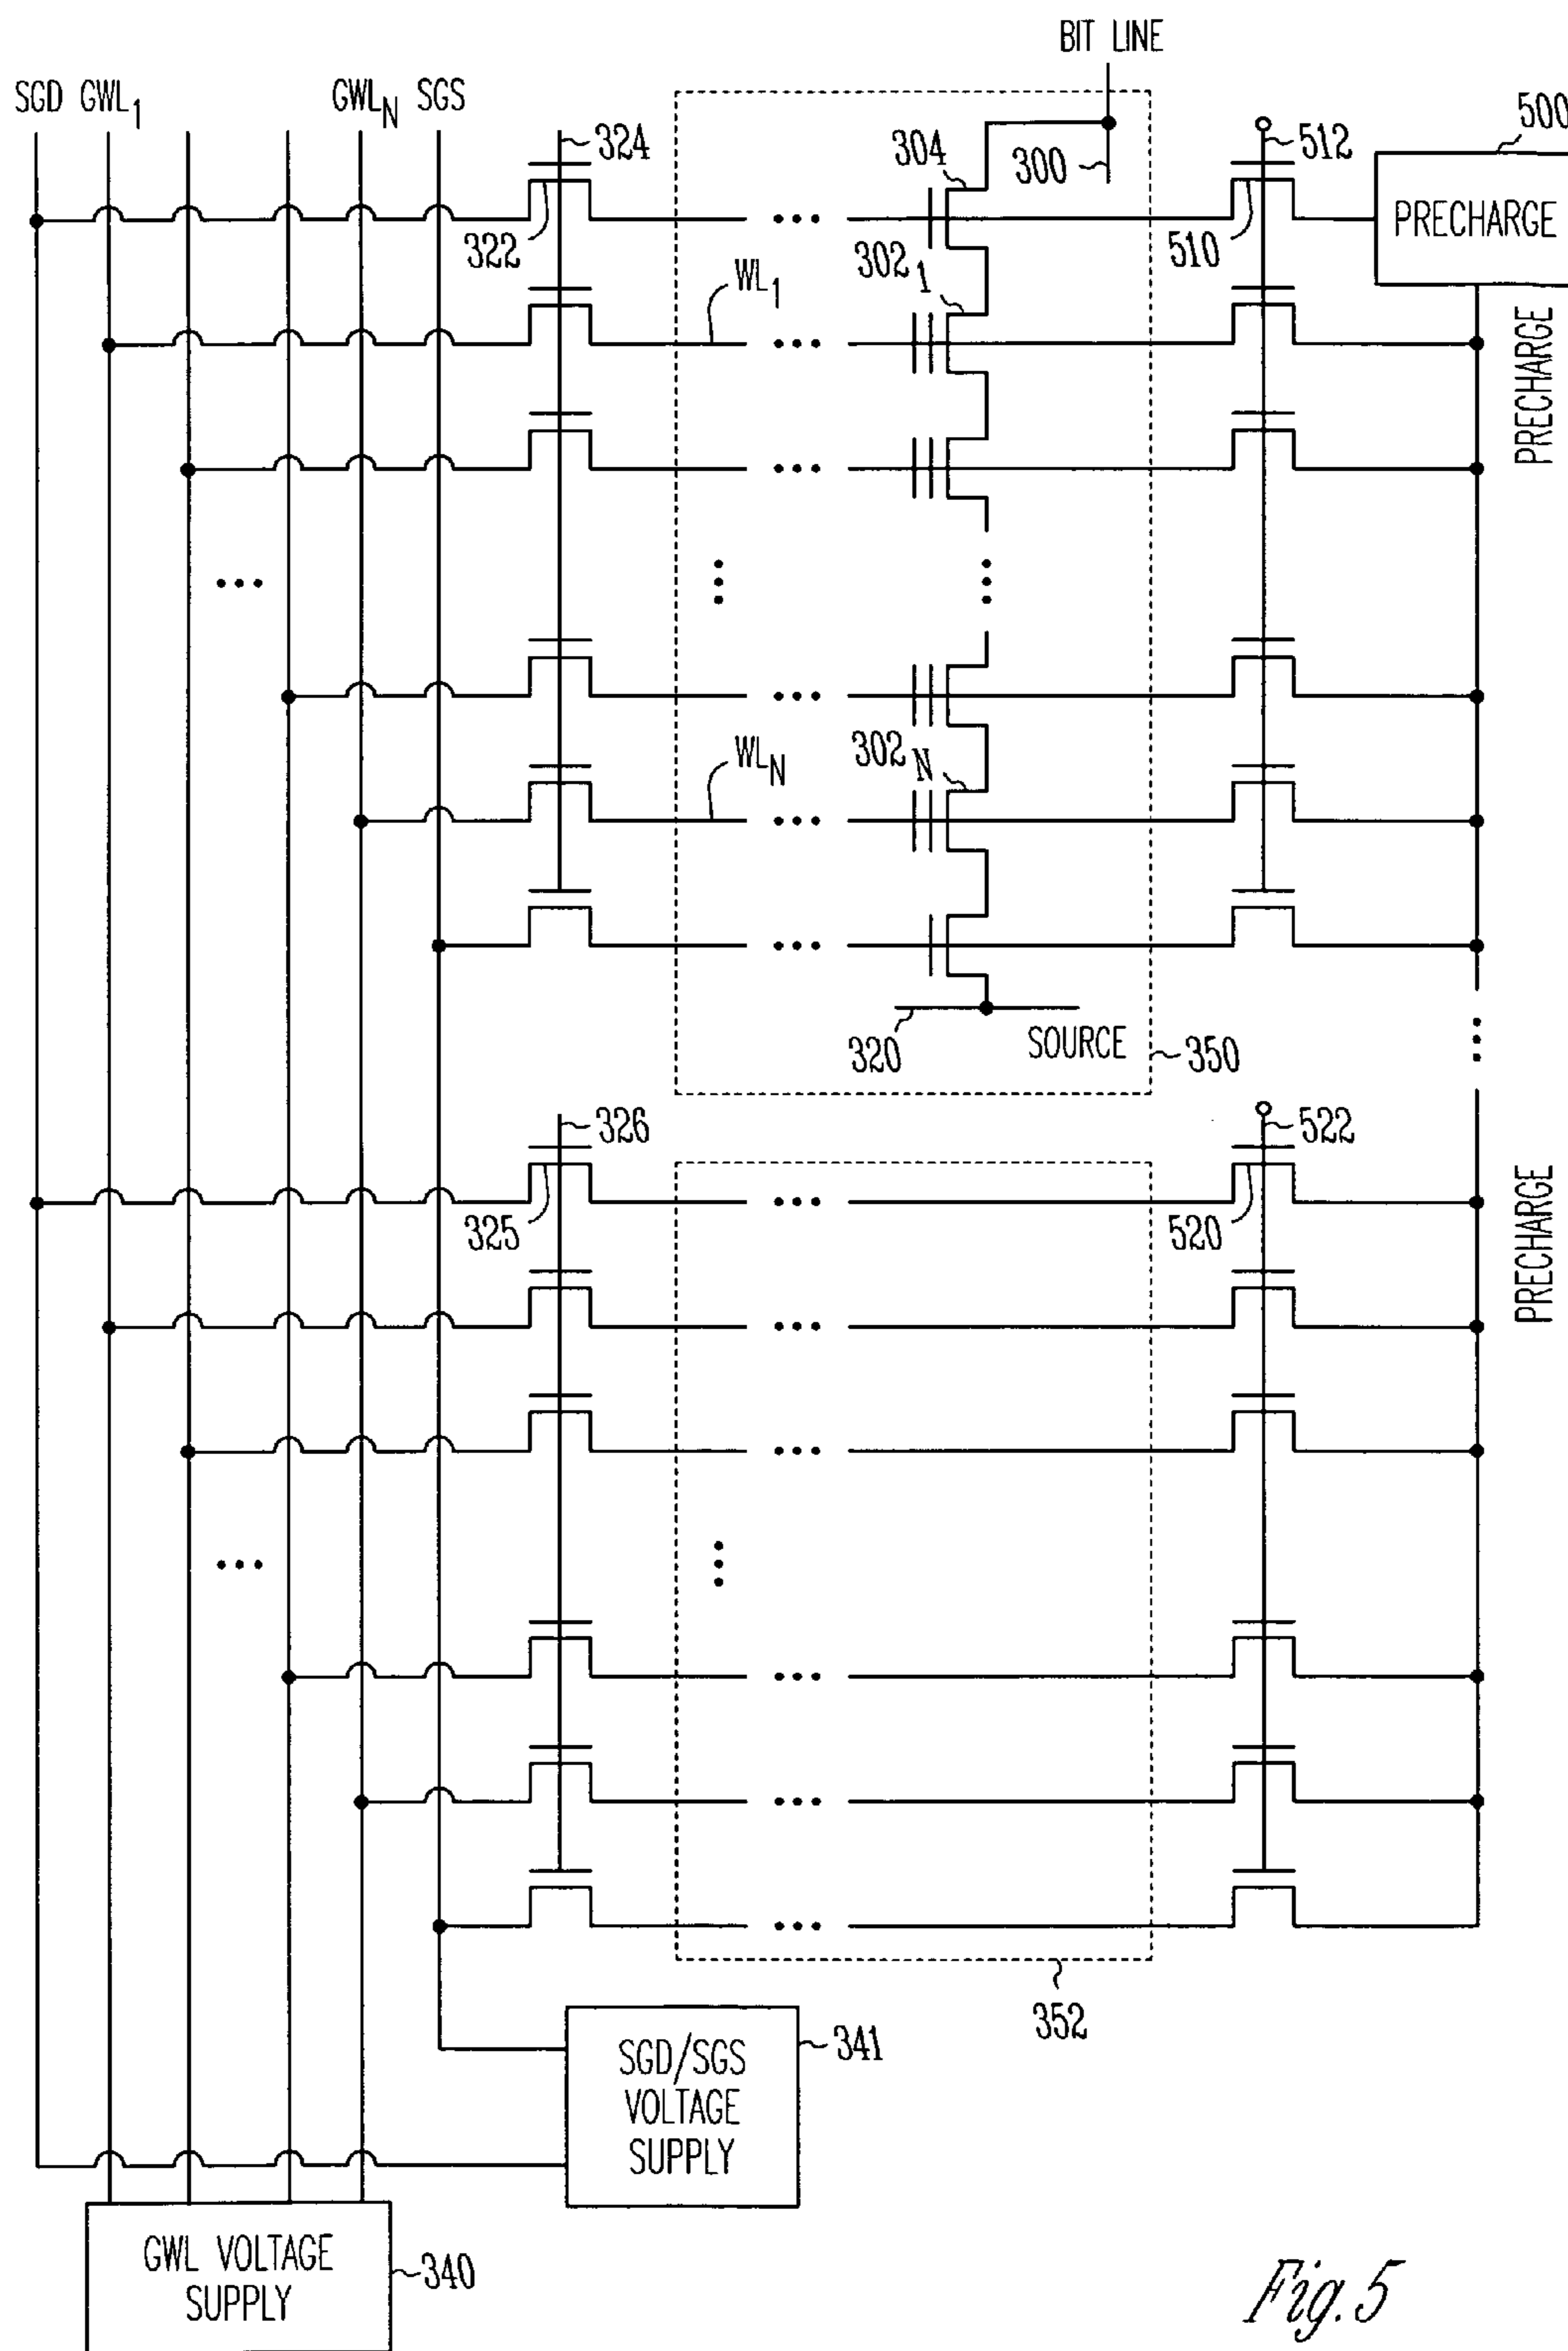 BIT LINE
SGD GWL1 GWLN SGS
324
304
300
512
500
PRECHARGE
322
302 1
WL1
510
PRECHARGE
302 N
WLN
320
SOURCE
350
326
522
325
520
PRECHARGE
352
SGD/SGS
VOLTAGE
SUPPLY
341
GWL VOLTAGE
SUPPLY
340
Fig. 5